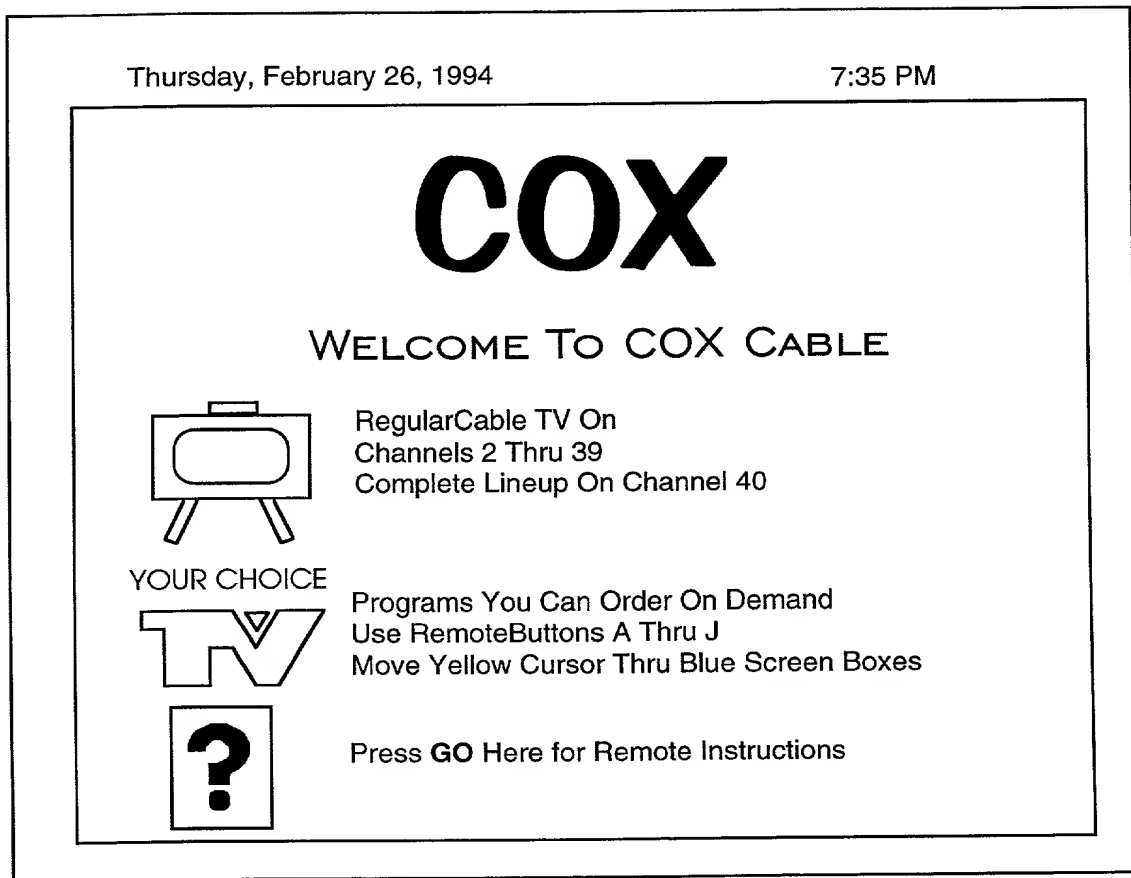 Thursday, February 26, 1994 7:35 PM
COX
WELCOME TO COX CABLE
RegularCable TV On
Channels 2 Thru 39
Complete Lineup On Channel 40
YOUR CHOICE
TV
Programs You Can Order On Demand
Use RemoteButtons A Thru J
Move Yellow Cursor Thru Blue Screen Boxes
?
Press GO Here for Remote Instructions